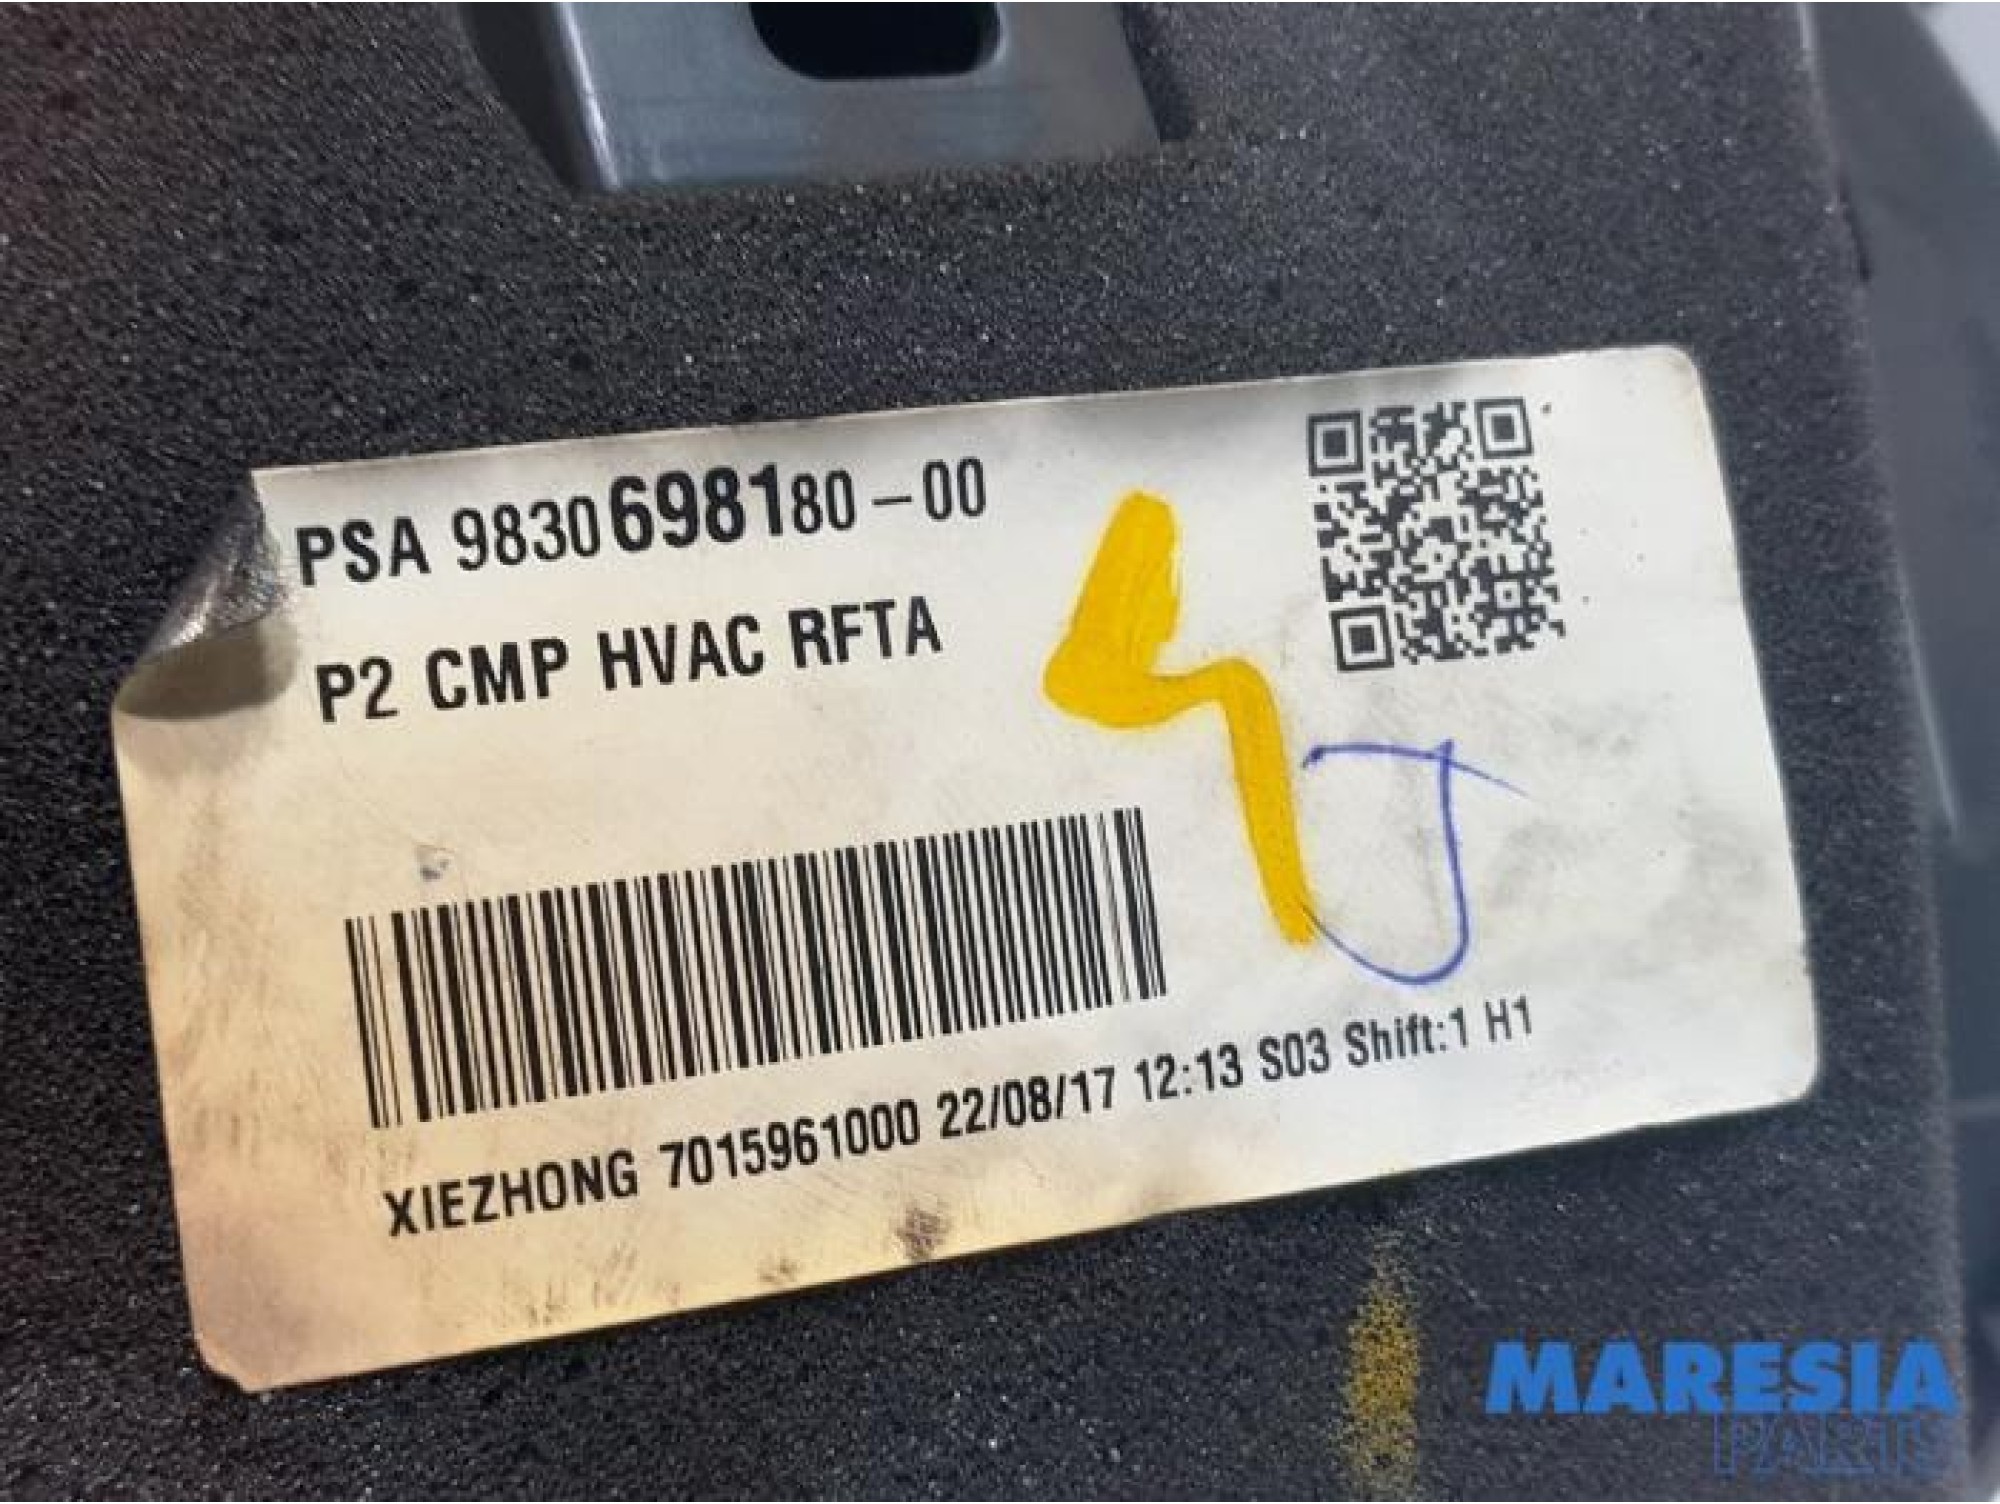 PSA 9830698180-00
P2 CMP HVAC RFTA
XIEZHONG 7015961000 22/08/17 12:13 S03 Shift:1 H1
MARESIA
PARTS